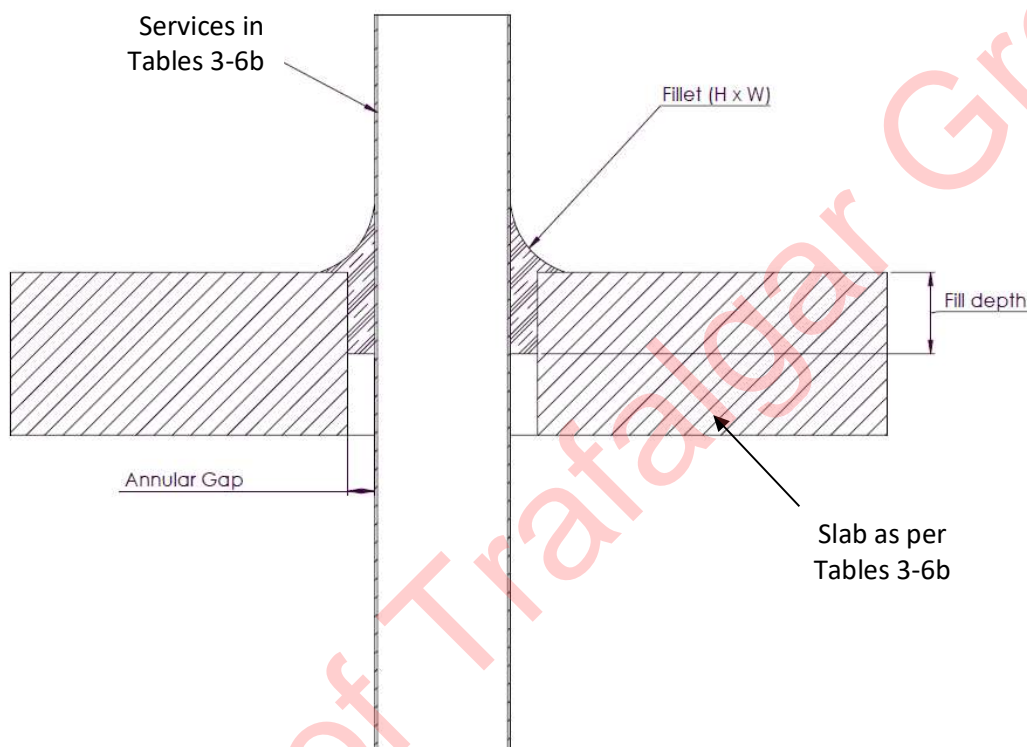 Services in
Tables 3-6b
Fillet (H x W)
Fill depth
Annular Gap
Slab as per
Tables 3-6b
of Trafalgar Gr